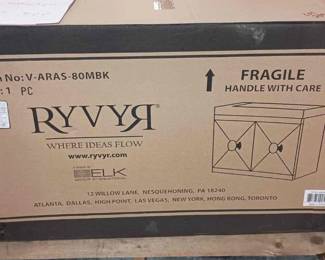 No: V-ARAS-80MBK
: 1 PC
FRAGILE
HANDLE WITH CARE
RYVYR
WHERE IDEAS FLOW
www.ryvyr.com
ELK
12 WILLOW LANE, NESQUEHONING, PA 18240
ATLANTA, DALLAS, HIGH POINT, LAS VEGAS, NEW YORK, HONG KONG, TORONTO